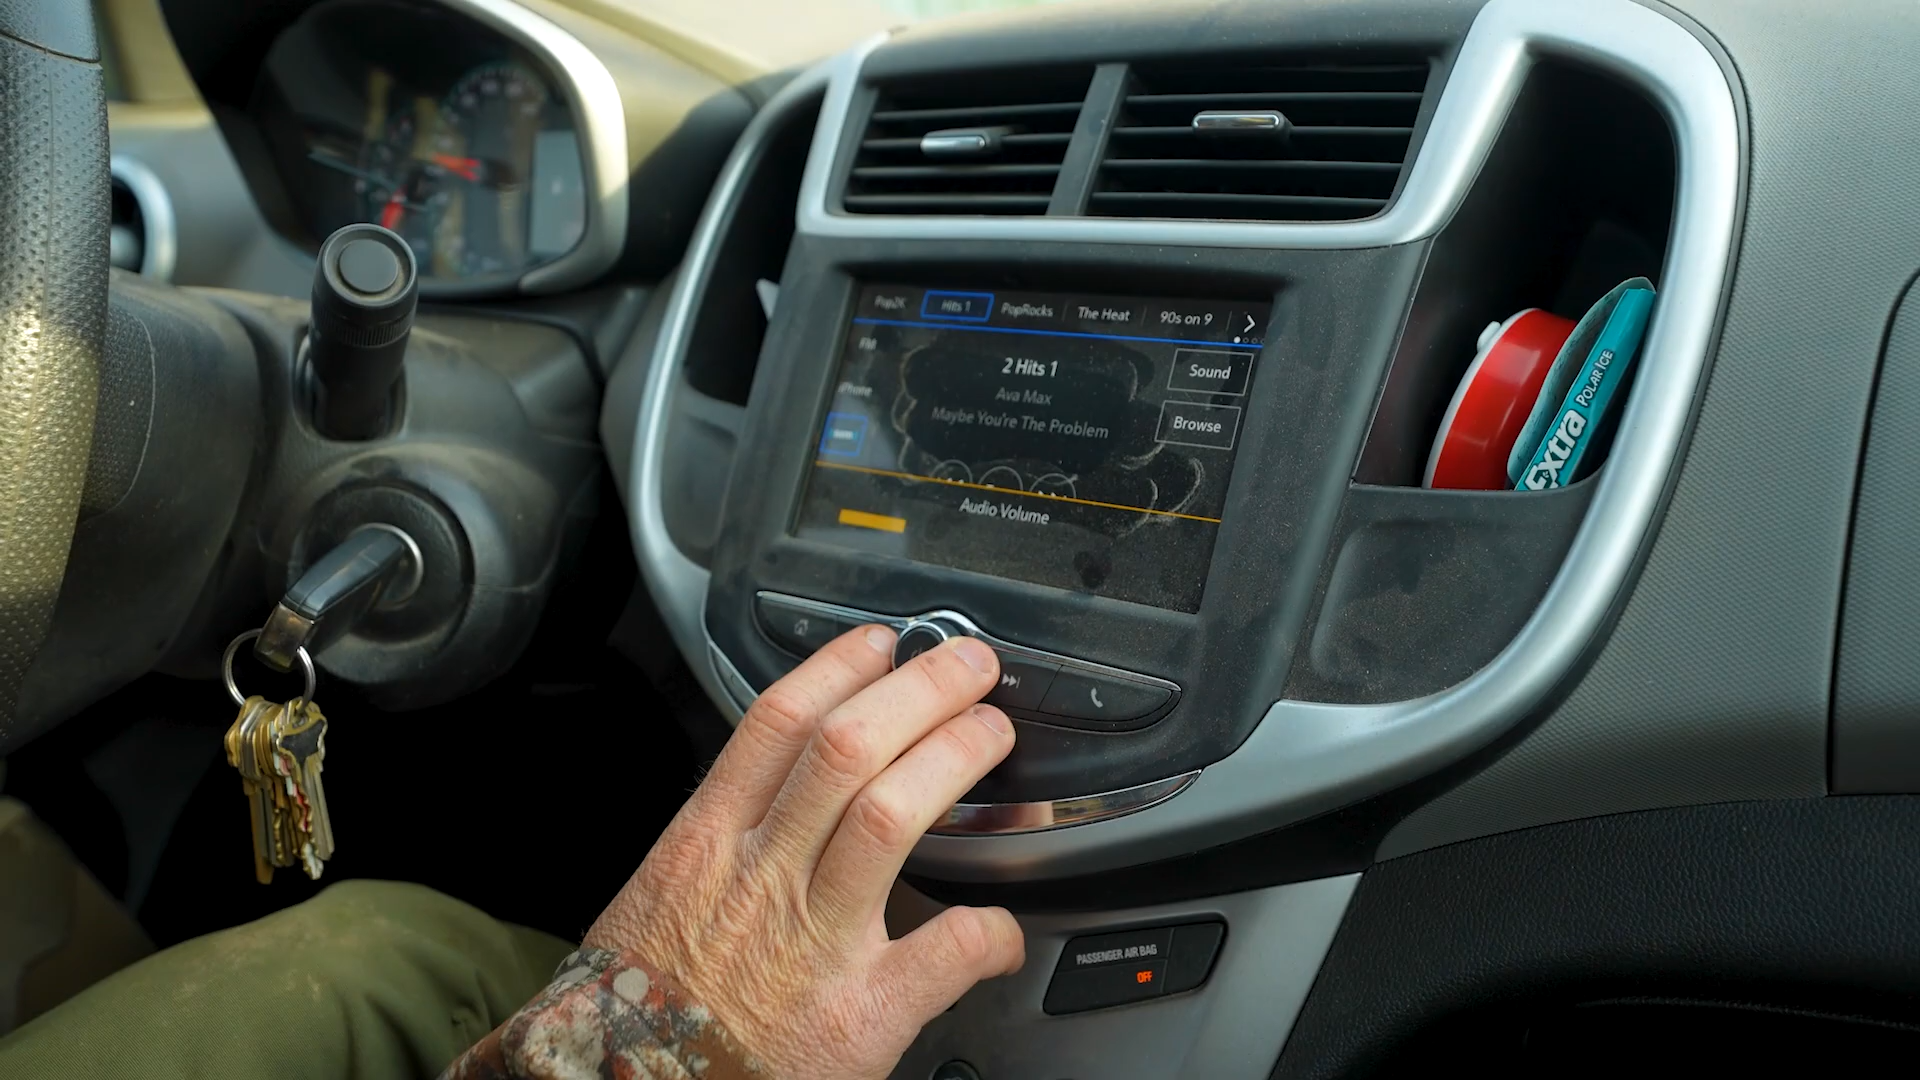 Pop2K
Hits 1
PopRocks
The Heat
90s on 9
FM
iPhone
2 Hits 1
Ava Max
Maybe You're The Problem
Sound
Browse
Audio Volume
Extra POLAR ICE
PASSENGER AIR BAG
OFF